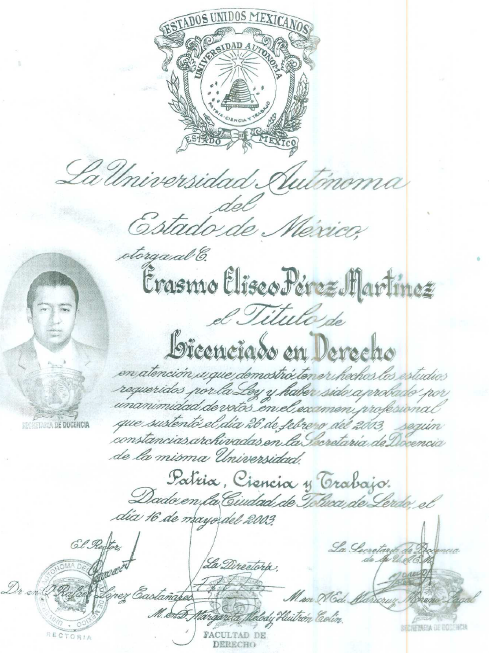 ESTADOS UNIDOS MEXICANOS
UNIVERSIDAD AUTONOMA
PATRIA, CIENCIA Y TRABAJO
ESTADO MEXICO
La Universidad Autónoma
del
Estado de México,
otorga al C.
Erasmo Eliseo Pérez Martínez
el Título de
Licenciado en Derecho
en atención a que demostró tener hechos los estudios
requeridos por la Ley y haber sido aprobado por
unanimidad de votos en el examen profesional
que sustentó el día 26 de febrero del 2003, según
constancias archivadas en la Secretaría de Docencia
de la misma Universidad.
SECRETARIA DE DOCENCIA
Patria, Ciencia y Trabajo.
Dado en la Ciudad de Toluca de Lerdo, el
día 16 de mayo del 2003.
El Rector,
La Directora,
La Secretaria de Docencia
Dr. en Rafael López Castañares
M. en D. Margarita Hutrón Colín.
M. en Maricruz Moreno Zagal
RECTORIA
FACULTAD DE
DERECHO
SECRETARIA DE DOCENCIA